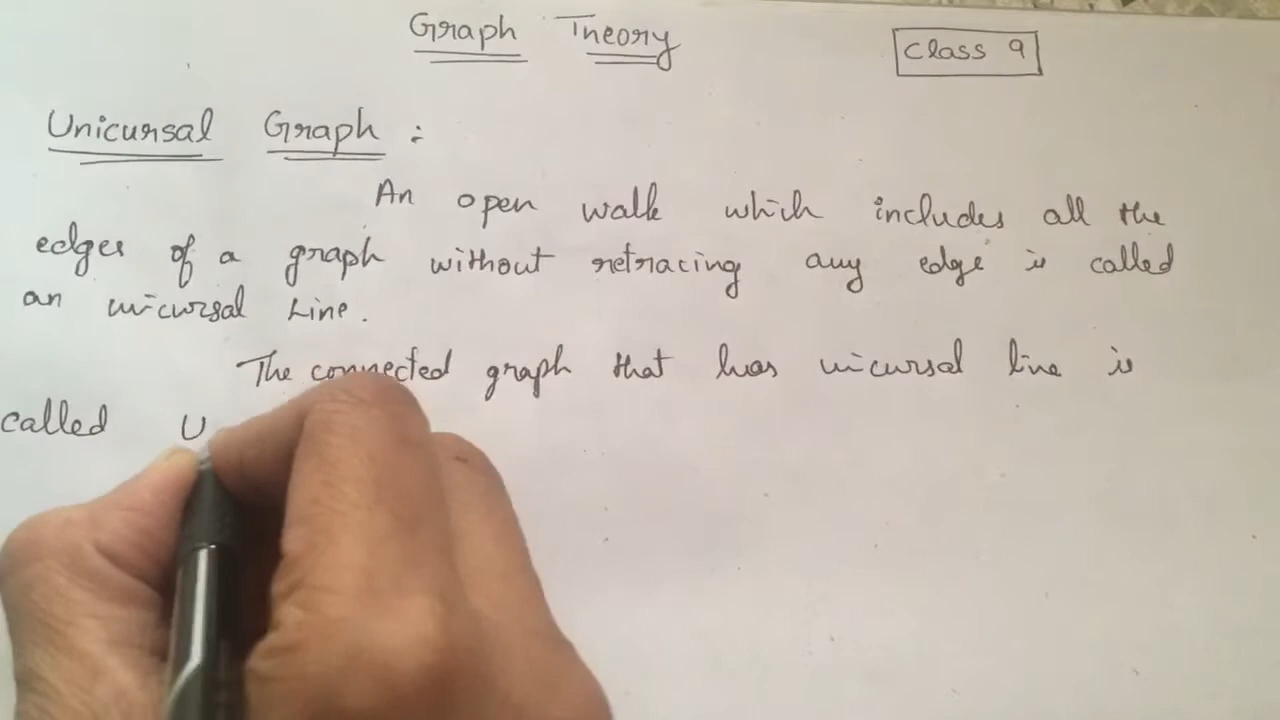 Graph Theory
Class 9
Unicursal Graph :
An open walk which includes all the
edges of a graph without retracing any edge is called
an unicursal Line.
The connected graph that has unicursal line is
called U